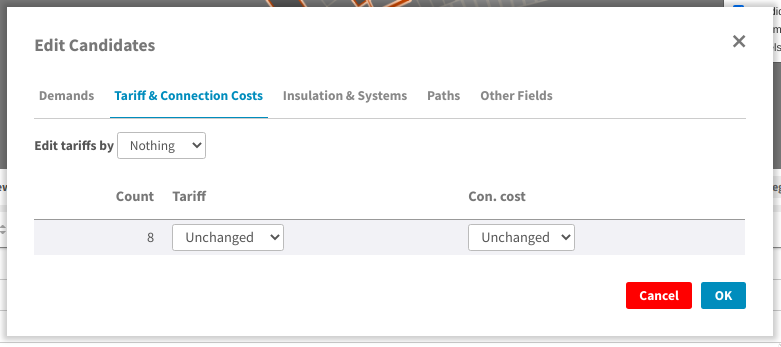 Edit Candidates
Demands Tariff & Connection Costs Insulation & Systems Paths Other Fields
Edit tariffs by Nothing
Count Tariff Con. cost
8 Unchanged Unchanged
Cancel OK